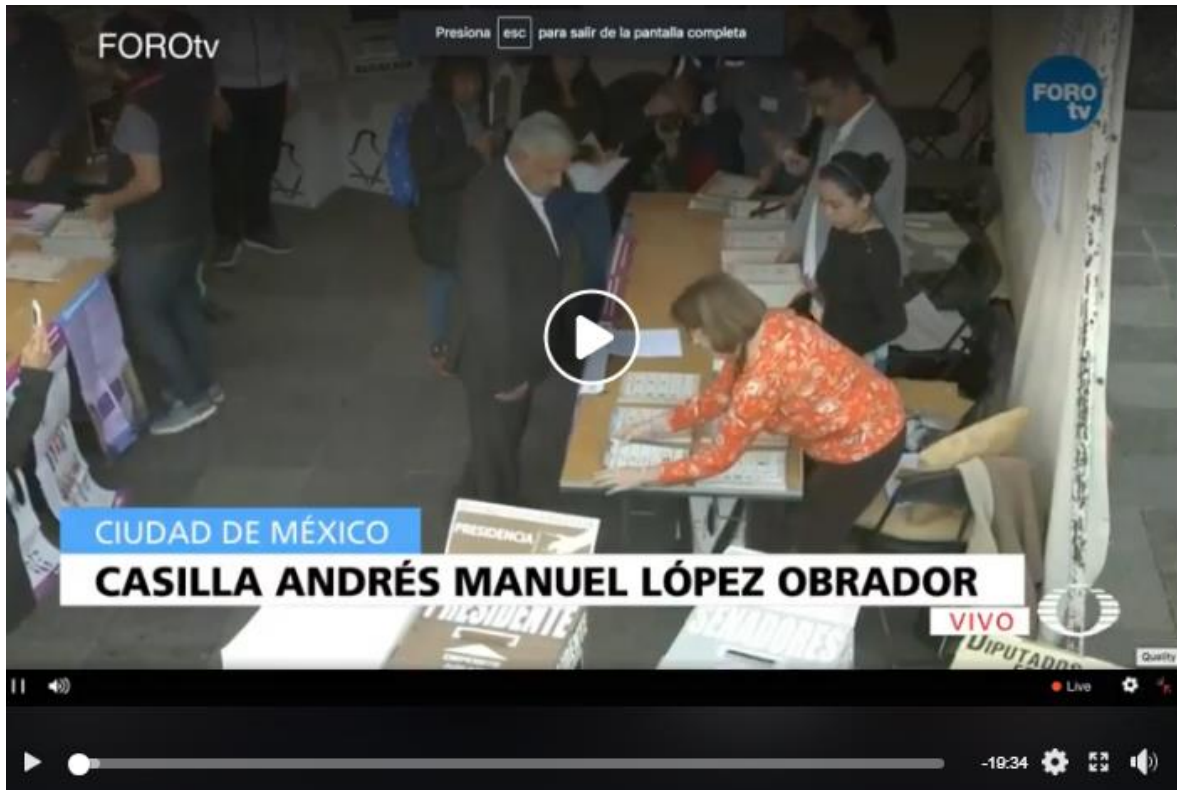 FOROtv
Presiona esc para salir de la pantalla completa
FORO
tv
CIUDAD DE MÉXICO
PRESIDENCIA
CASILLA ANDRÉS MANUEL LÓPEZ OBRADOR
PRESIDENTE
SENADORES
VIVO
DIPUTADOS
Quality
Live
-19:34